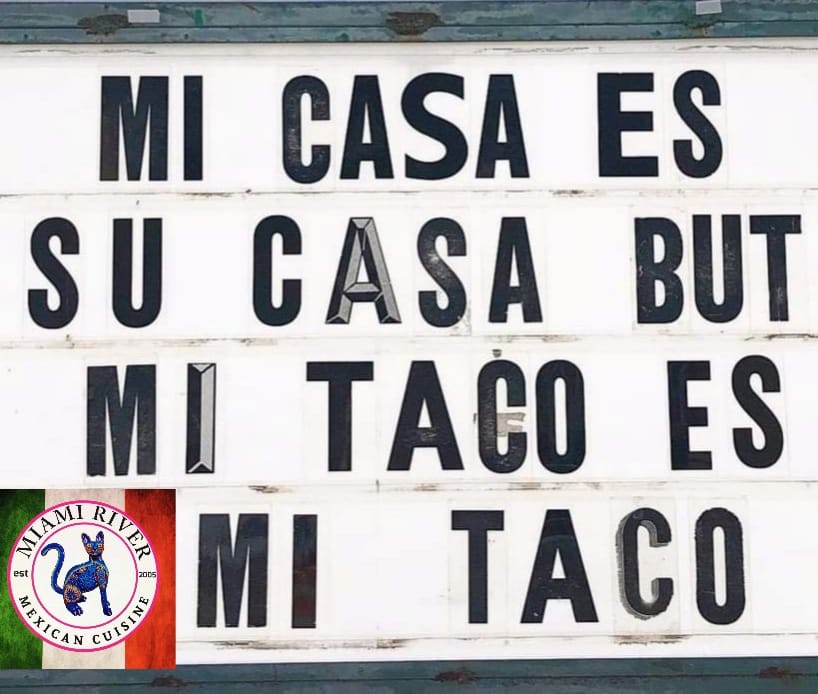 MI CASA ES
SU CASA BUT
MI TACO ES
MI TACO
MIAMI RIVER
est 2005
MEXICAN CUISINE